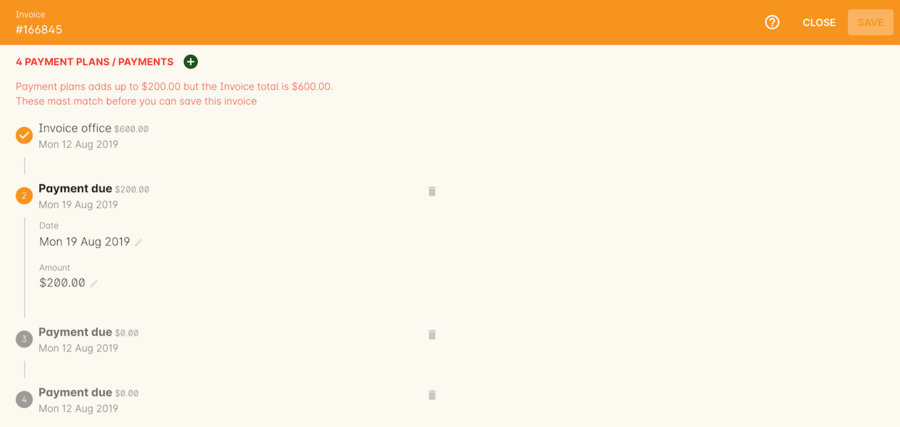 Invoice
#166845
CLOSE
SAVE
4 PAYMENT PLANS / PAYMENTS
Payment plans adds up to $200.00 but the Invoice total is $600.00.
These mast match before you can save this invoice
Invoice office $600.00
Mon 12 Aug 2019
2
Payment due $200.00
Mon 19 Aug 2019
Date
Mon 19 Aug 2019
Amount
$200.00
3
Payment due $0.00
Mon 12 Aug 2019
4
Payment due $0.00
Mon 12 Aug 2019